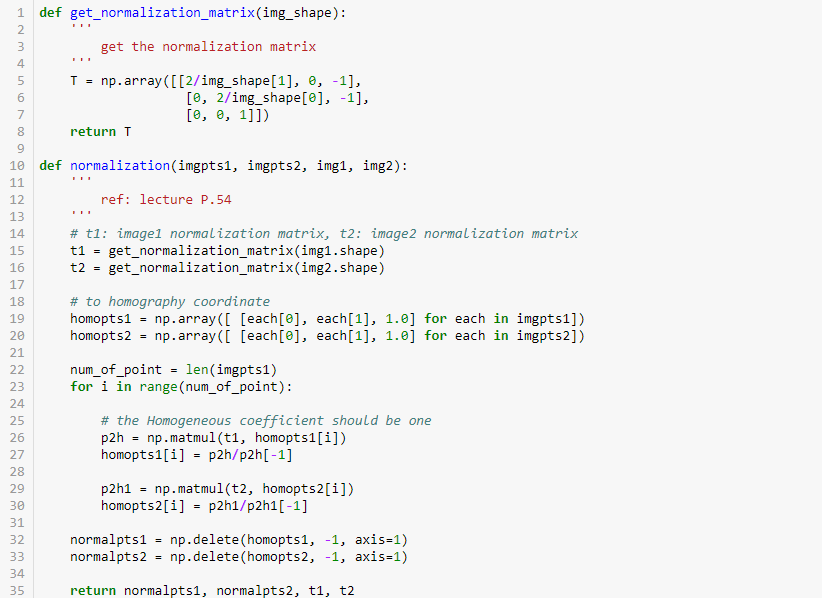 1 def get_normalization_matrix(img_shape):
2     '''
3         get the normalization matrix
4     '''
5     T = np.array([[2/img_shape[1], 0, -1],
6                    [0, 2/img_shape[0], -1],
7                    [0, 0, 1]])
8     return T
9
10 def normalization(imgpts1, imgpts2, img1, img2):
11     '''
12         ref: lecture P.54
13     '''
14     # t1: image1 normalization matrix, t2: image2 normalization matrix
15     t1 = get_normalization_matrix(img1.shape)
16     t2 = get_normalization_matrix(img2.shape)
17
18     # to homography coordinate
19     homopts1 = np.array([ [each[0], each[1], 1.0] for each in imgpts1])
20     homopts2 = np.array([ [each[0], each[1], 1.0] for each in imgpts2])
21
22     num_of_point = len(imgpts1)
23     for i in range(num_of_point):
24
25         # the Homogeneous coefficient should be one
26         p2h = np.matmul(t1, homopts1[i])
27         homopts1[i] = p2h/p2h[-1]
28
29         p2h1 = np.matmul(t2, homopts2[i])
30         homopts2[i] = p2h1/p2h1[-1]
31
32     normalpts1 = np.delete(homopts1, -1, axis=1)
33     normalpts2 = np.delete(homopts2, -1, axis=1)
34
35     return normalpts1, normalpts2, t1, t2